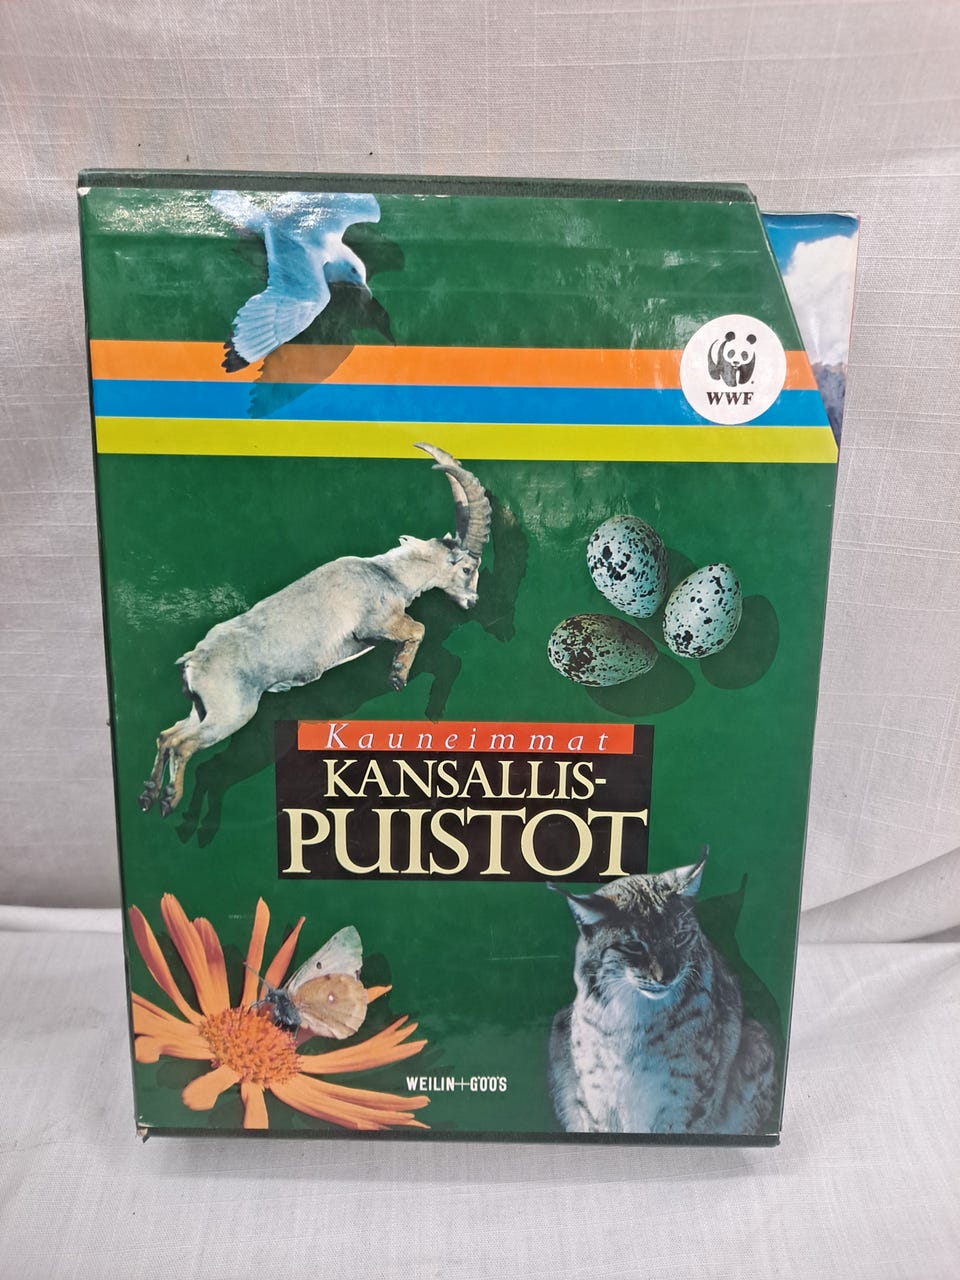 WWF
Kauneimmat
KANSALLIS-
PUISTOT
WEILIN+GÖÖS